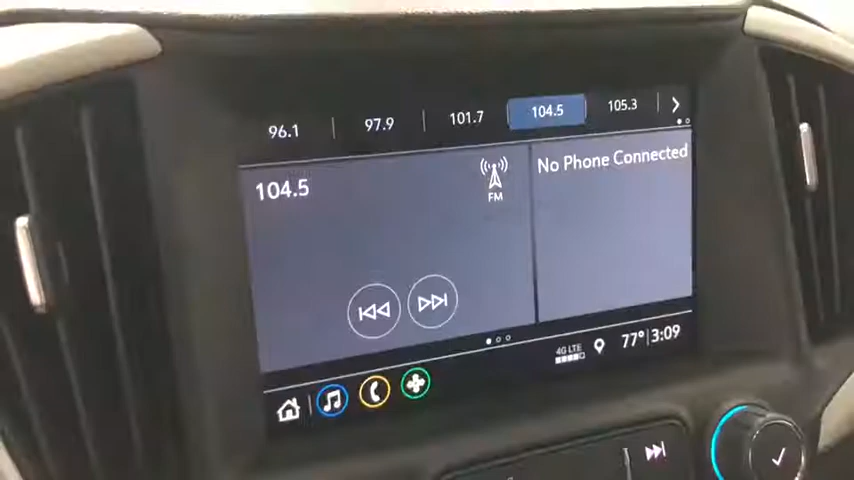 96.1 97.9 101.7 104.5 105.3
104.5
FM
No Phone Connected
4G LTE
77° 3:09